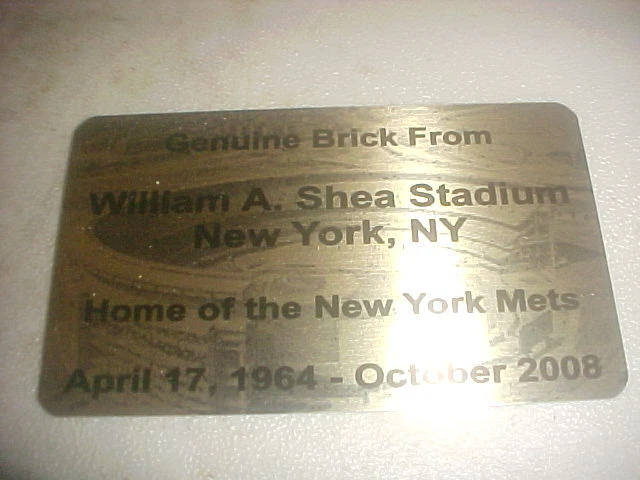 Genuine Brick From
William A. Shea Stadium
New York, NY
Home of the New York Mets
April 17, 1964 - October 2008